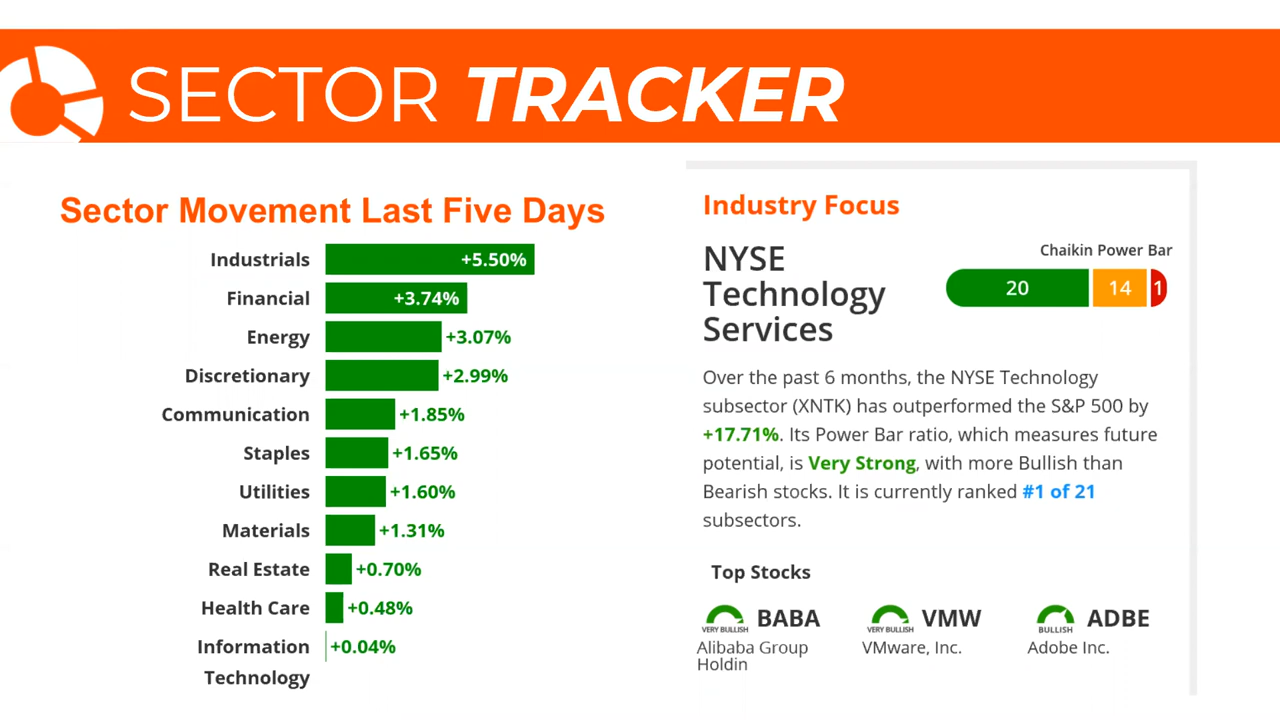 SECTOR TRACKER
Sector Movement Last Five Days
Industrials +5.50%
Financial +3.74%
Energy +3.07%
Discretionary +2.99%
Communication +1.85%
Staples +1.65%
Utilities +1.60%
Materials +1.31%
Real Estate +0.70%
Health Care +0.48%
Information +0.04%
Technology
Industry Focus
NYSE
Technology
Services
Chaikin Power Bar
20 14 1
Over the past 6 months, the NYSE Technology
subsector (XNTK) has outperformed the S&P 500 by
+17.71%. Its Power Bar ratio, which measures future
potential, is Very Strong, with more Bullish than
Bearish stocks. It is currently ranked #1 of 21
subsectors.
Top Stocks
VERY BULLISH BABA
Alibaba Group
Holdin
VERY BULLISH VMW
VMware, Inc.
BULLISH ADBE
Adobe Inc.